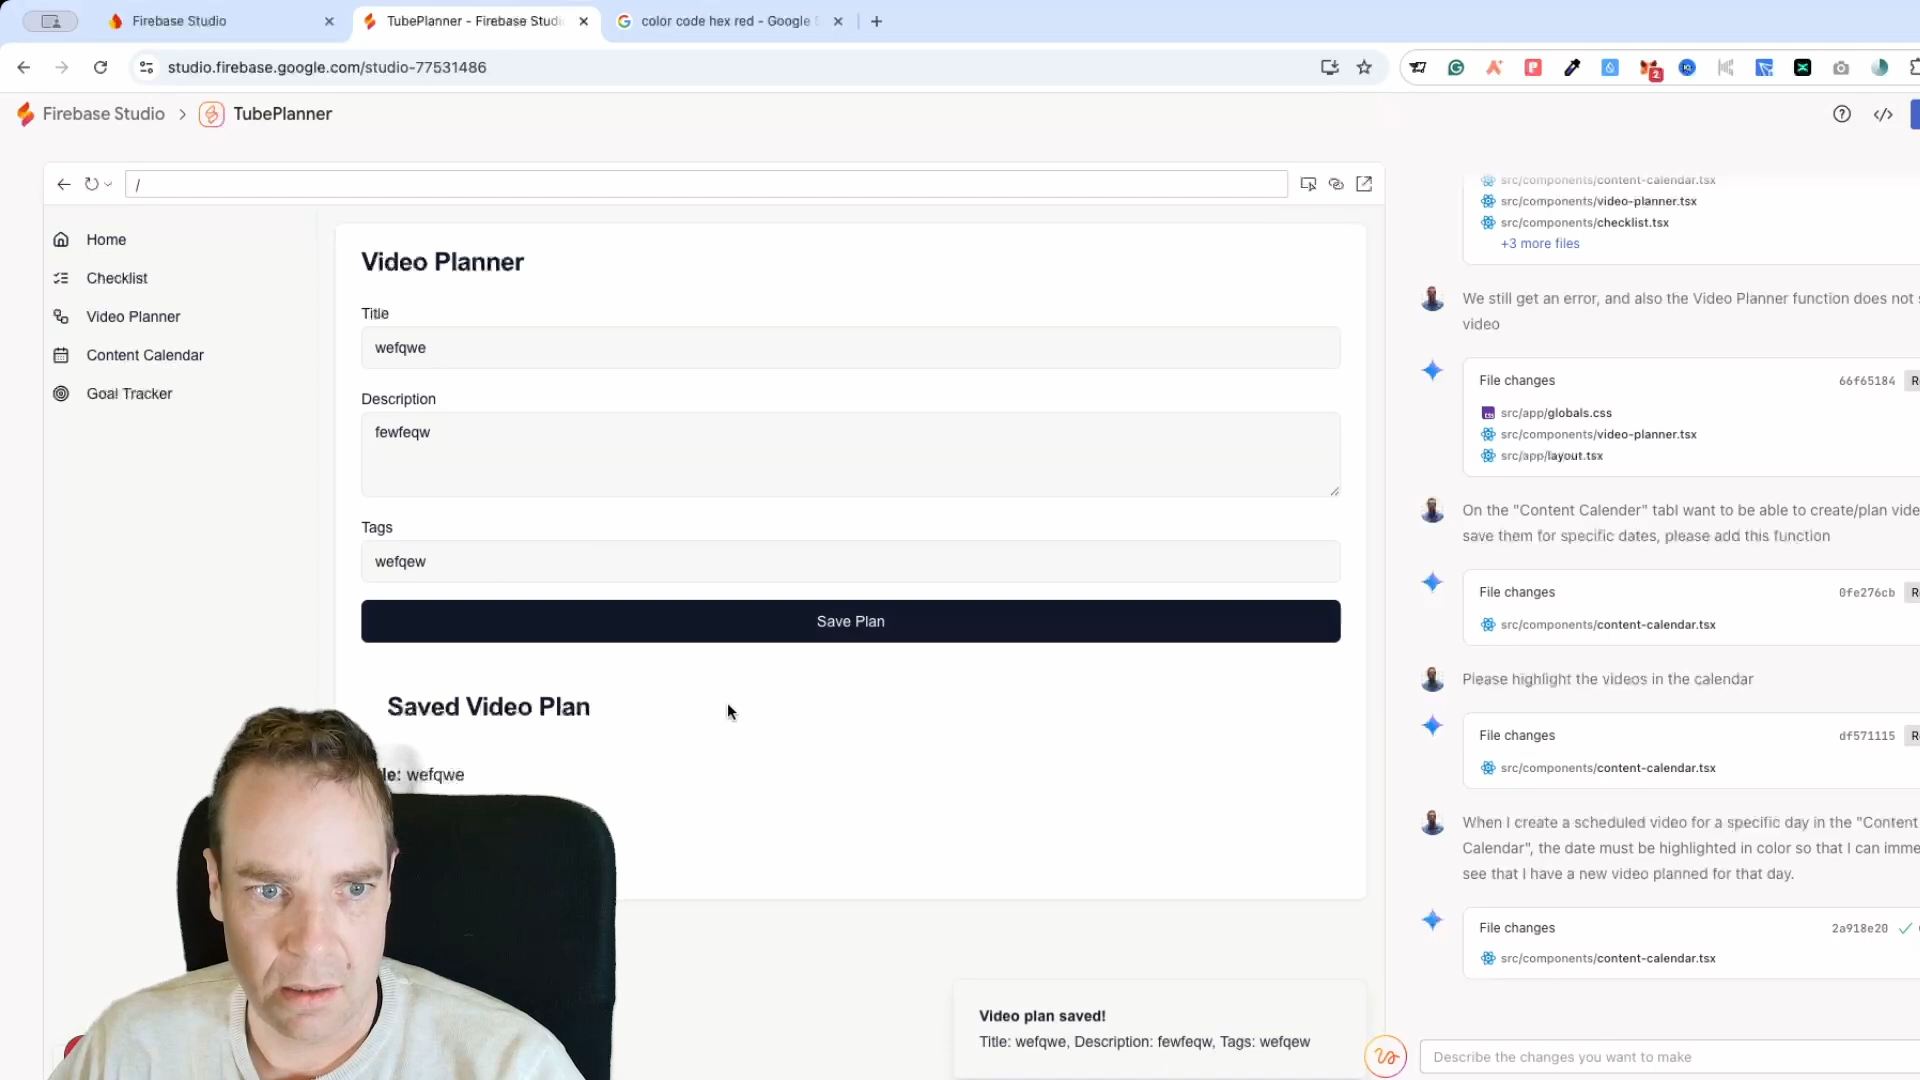 Firebase Studio
TubePlanner - Firebase Studi
color code hex red - Google
studio.firebase.google.com/studio-77531486
2
Firebase Studio > TubePlanner
/
Home
Checklist
Video Planner
Content Calendar
Goal Tracker
Video Planner
Title
wefqwe
Description
fewfeqw
Tags
wefqew
Save Plan
Saved Video Plan
le: wefqwe
Video plan saved!
Title: wefqwe, Description: fewfeqw, Tags: wefqew
src/components/content-calendar.tsx
src/components/video-planner.tsx
src/components/checklist.tsx
+3 more files
We still get an error, and also the Video Planner function does not
video
File changes 66f65184
src/app/globals.css
src/components/video-planner.tsx
src/app/layout.tsx
On the "Content Calender" tabI want to be able to create/plan vide
save them for specific dates, please add this function
File changes 0fe276cb
src/components/content-calendar.tsx
Please highlight the videos in the calendar
File changes df571115
src/components/content-calendar.tsx
When I create a scheduled video for a specific day in the "Content
Calendar", the date must be highlighted in color so that I can imme
see that I have a new video planned for that day.
File changes 2a918e20
src/components/content-calendar.tsx
Describe the changes you want to make